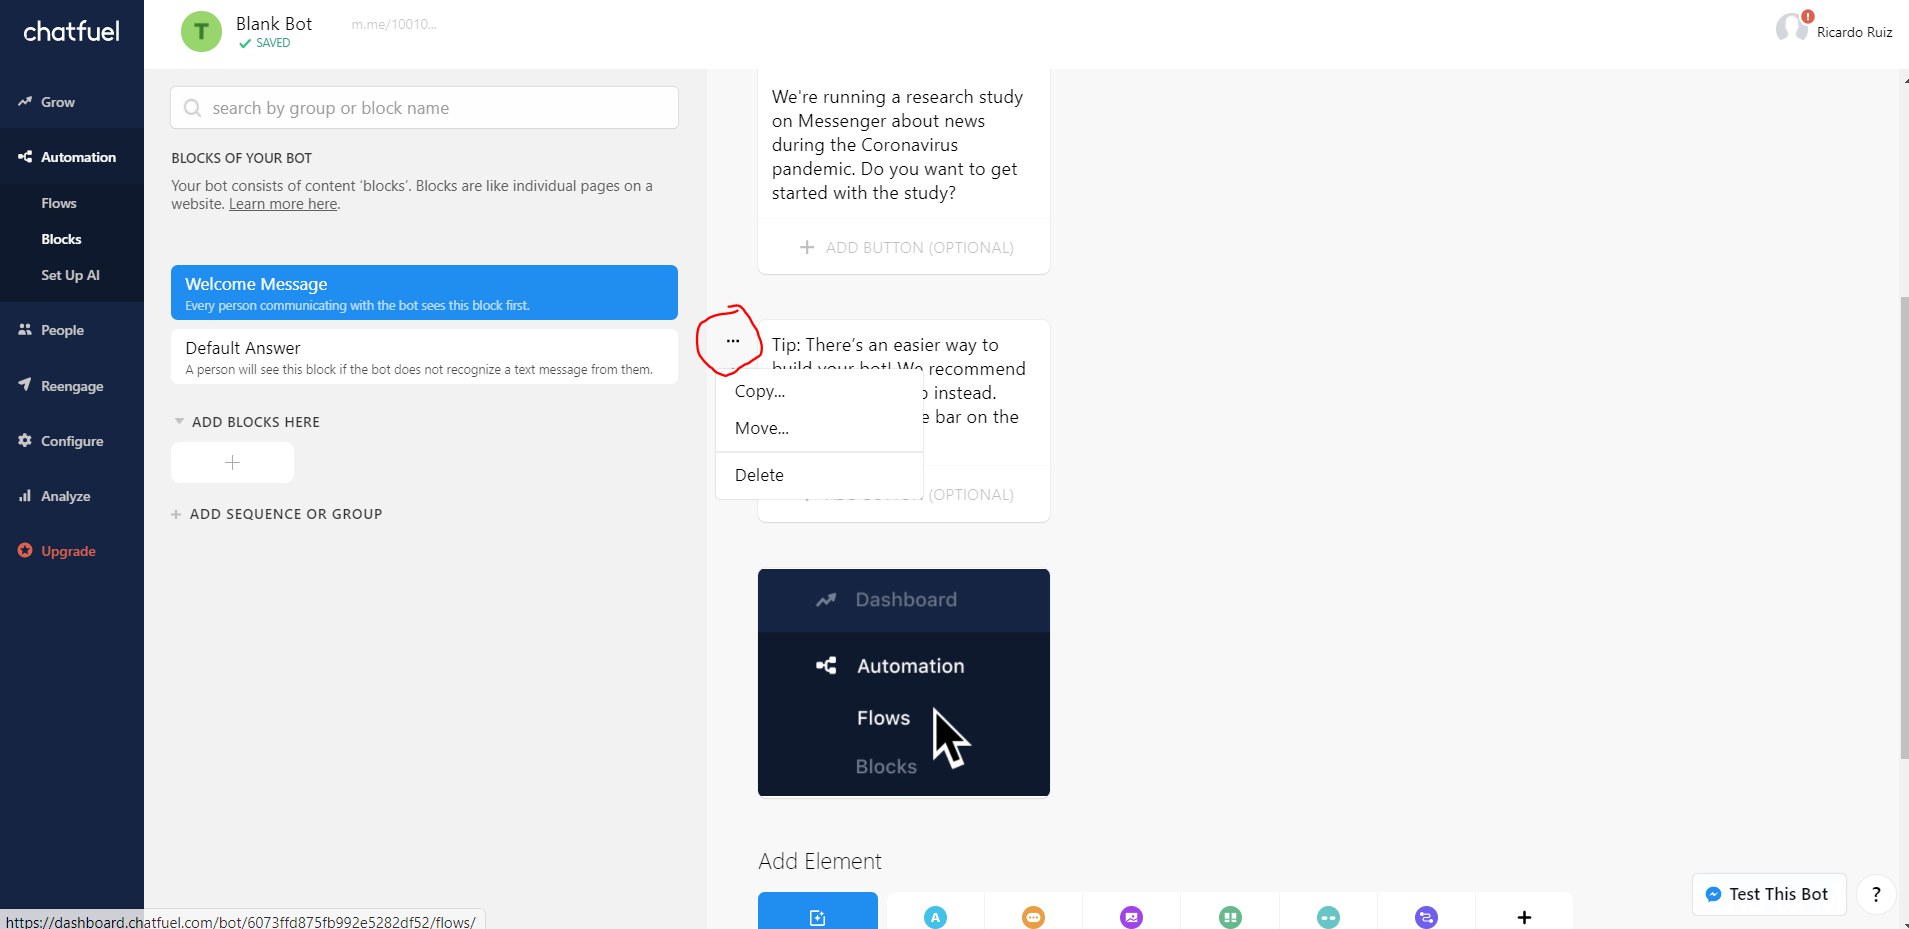 chatfuel
T
Blank Bot
SAVED
m.me/10010...
!
Ricardo Ruiz
Grow
Automation
Flows
Blocks
Set Up AI
People
Reengage
Configure
Analyze
Upgrade
search by group or block name
BLOCKS OF YOUR BOT
Your bot consists of content ‘blocks’. Blocks are like individual pages on a
website. Learn more here.
Welcome Message
Every person communicating with the bot sees this block first.
Default Answer
A person will see this block if the bot does not recognize a text message from them.
ADD BLOCKS HERE
+
+ ADD SEQUENCE OR GROUP
We're running a research study
on Messenger about news
during the Coronavirus
pandemic. Do you want to get
started with the study?
+ ADD BUTTON (OPTIONAL)
...
Tip: There’s an easier way to
build your bot! We recommend
instead.
bar on the
(OPTIONAL)
Copy...
Move...
Delete
Dashboard
Automation
Flows
Blocks
Add Element
A
+
Test This Bot
?
https://dashboard.chatfuel.com/bot/6073ffd875fb992e5282df52/flows/